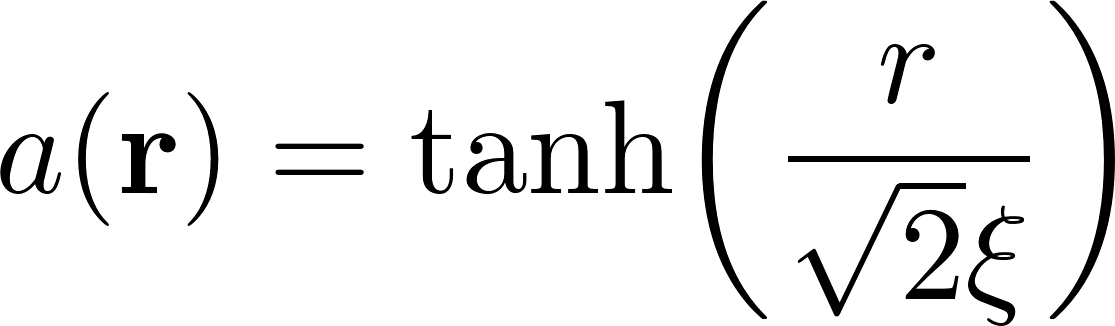 a(𝐫) = tanh(r/(√2ξ))